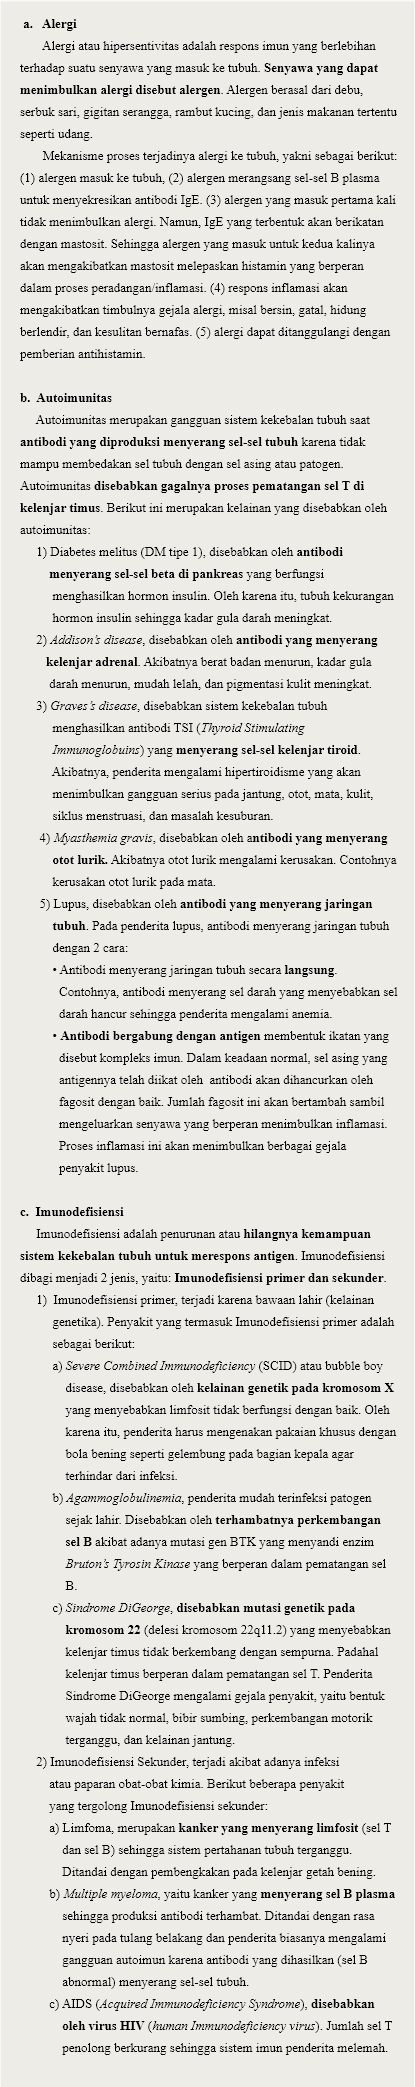 a. Alergi
Alergi atau hipersentivitas adalah respons imun yang berlebihan
terhadap suatu senyawa yang masuk ke tubuh. Senyawa yang dapat
menimbulkan alergi disebut alergen. Alergen berasal dari debu,
serbuk sari, gigitan serangga, rambut kucing, dan jenis makanan tertentu
seperti udang.
Mekanisme proses terjadinya alergi ke tubuh, yakni sebagai berikut:
(1) alergen masuk ke tubuh, (2) alergen merangsang sel-sel B plasma
untuk menyekresikan antibodi IgE. (3) alergen yang masuk pertama kali
tidak menimbulkan alergi. Namun, IgE yang terbentuk akan berikatan
dengan mastosit. Sehingga alergen yang masuk untuk kedua kalinya
akan mengakibatkan mastosit melepaskan histamin yang berperan
dalam proses peradangan/inflamasi. (4) respons inflamasi akan
mengakibatkan timbulnya gejala alergi, misal bersin, gatal, hidung
berlendir, dan kesulitan bernafas. (5) alergi dapat ditanggulangi dengan
pemberian antihistamin.
b. Autoimunitas
Autoimunitas merupakan gangguan sistem kekebalan tubuh saat
antibodi yang diproduksi menyerang sel-sel tubuh karena tidak
mampu membedakan sel tubuh dengan sel asing atau patogen.
Autoimunitas disebabkan gagalnya proses pematangan sel T di
kelenjar timus. Berikut ini merupakan kelainan yang disebabkan oleh
autoimunitas:
1) Diabetes melitus (DM tipe 1), disebabkan oleh antibodi
menyerang sel-sel beta di pankreas yang berfungsi
menghasilkan hormon insulin. Oleh karena itu, tubuh kekurangan
hormon insulin sehingga kadar gula darah meningkat.
2) Addison's disease, disebabkan oleh antibodi yang menyerang
kelenjar adrenal. Akibatnya berat badan menurun, kadar gula
darah menurun, mudah lelah, dan pigmentasi kulit meningkat.
3) Graves's disease, disebabkan sistem kekebalan tubuh
menghasilkan antibodi TSI (Thyroid Stimulating
Immunoglobuins) yang menyerang sel-sel kelenjar tiroid.
Akibatnya, penderita mengalami hipertiroidisme yang akan
menimbulkan gangguan serius pada jantung, otot, mata, kulit,
siklus menstruasi, dan masalah kesuburan.
4) Myasthemia gravis, disebabkan oleh antibodi yang menyerang
otot lurik. Akibatnya otot lurik mengalami kerusakan. Contohnya
kerusakan otot lurik pada mata.
5) Lupus, disebabkan oleh antibodi yang menyerang jaringan
tubuh. Pada penderita lupus, antibodi menyerang jaringan tubuh
dengan 2 cara:
• Antibodi menyerang jaringan tubuh secara langsung.
Contohnya, antibodi menyerang sel darah yang menyebabkan sel
darah hancur sehingga penderita mengalami anemia.
• Antibodi bergabung dengan antigen membentuk ikatan yang
disebut kompleks imun. Dalam keadaan normal, sel asing yang
antigennya telah diikat oleh antibodi akan dihancurkan oleh
fagosit dengan baik. Jumlah fagosit ini akan bertambah sambil
mengeluarkan senyawa yang berperan menimbulkan inflamasi.
Proses inflamasi ini akan menimbulkan berbagai gejala
penyakit lupus.
c. Imunodefisiensi
Imunodefisiensi adalah penurunan atau hilangnya kemampuan
sistem kekebalan tubuh untuk merespons antigen. Imunodefisiensi
dibagi menjadi 2 jenis, yaitu: Imunodefisiensi primer dan sekunder.
1) Imunodefisiensi primer, terjadi karena bawaan lahir (kelainan
genetika). Penyakit yang termasuk Imunodefisiensi primer adalah
sebagai berikut:
a) Severe Combined Immunodeficiency (SCID) atau bubble boy
disease, disebabkan oleh kelainan genetik pada kromosom X
yang menyebabkan limfosit tidak berfungsi dengan baik. Oleh
karena itu, penderita harus mengenakan pakaian khusus dengan
bola bening seperti gelembung pada bagian kepala agar
terhindar dari infeksi.
b) Agammoglobulinemia, penderita mudah terinfeksi patogen
sejak lahir. Disebabkan oleh terhambatnya perkembangan
sel B akibat adanya mutasi gen BTK yang menyandi enzim
Bruton's Tyrosin Kinase yang berperan dalam pematangan sel
B.
c) Sindrome DiGeorge, disebabkan mutasi genetik pada
kromosom 22 (delesi kromosom 22q11.2) yang menyebabkan
kelenjar timus tidak berkembang dengan sempurna. Padahal
kelenjar timus berperan dalam pematangan sel T. Penderita
Sindrome DiGeorge mengalami gejala penyakit, yaitu bentuk
wajah tidak normal, bibir sumbing, perkembangan motorik
terganggu, dan kelainan jantung.
2) Imunodefisiensi Sekunder, terjadi akibat adanya infeksi
atau paparan obat-obat kimia. Berikut beberapa penyakit
yang tergolong Imunodefisiensi sekunder:
a) Limfoma, merupakan kanker yang menyerang limfosit (sel T
dan sel B) sehingga sistem pertahanan tubuh terganggu.
Ditandai dengan pembengkakan pada kelenjar getah bening.
b) Multiple myeloma, yaitu kanker yang menyerang sel B plasma
sehingga produksi antibodi terhambat. Ditandai dengan rasa
nyeri pada tulang belakang dan penderita biasanya mengalami
gangguan autoimun karena antibodi yang dihasilkan (sel B
abnormal) menyerang sel-sel tubuh.
c) AIDS (Acquired Immunodeficiency Syndrome), disebabkan
oleh virus HIV (human Immunodeficiency virus). Jumlah sel T
penolong berkurang sehingga sistem imun penderita melemah.